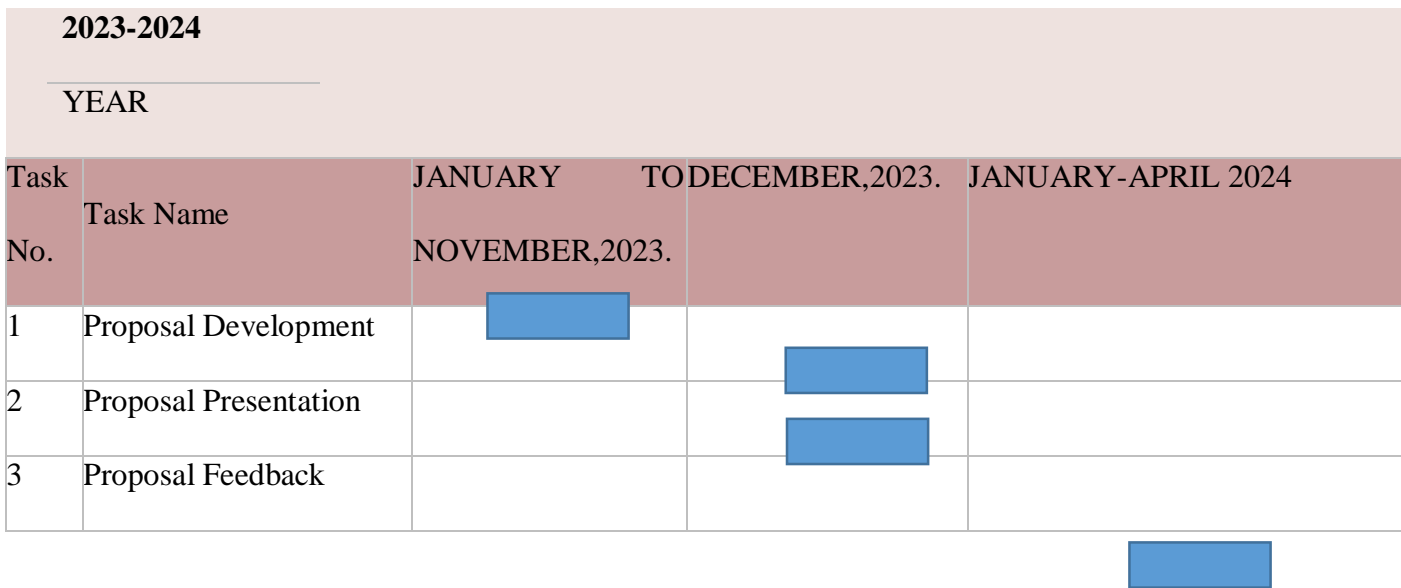 2023-2024
YEAR
Task No.
Task Name
JANUARY TO NOVEMBER,2023.
DECEMBER,2023.
JANUARY-APRIL 2024
1 Proposal Development
2 Proposal Presentation
3 Proposal Feedback